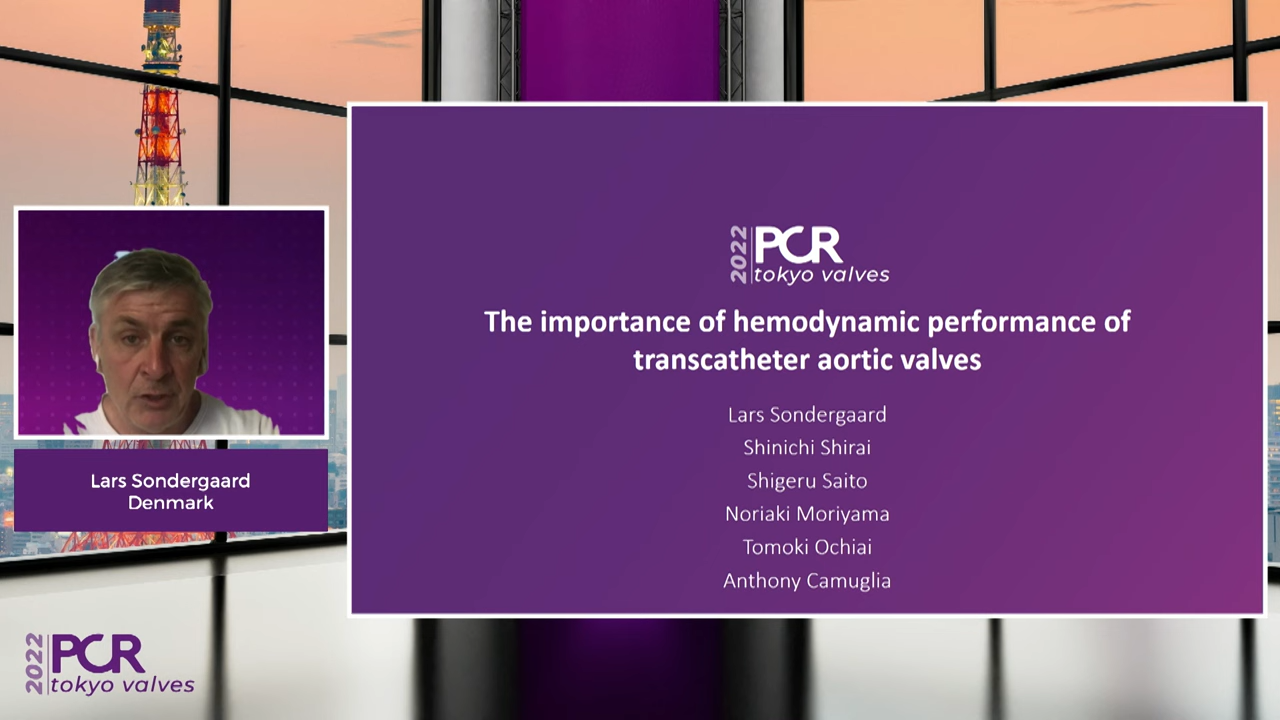 2022
PCR
tokyo valves
The importance of hemodynamic performance of
transcatheter aortic valves
Lars Sondergaard
Shinichi Shirai
Shigeru Saito
Noriaki Moriyama
Tomoki Ochiai
Anthony Camuglia
Lars Sondergaard
Denmark
2022
PCR
tokyo valves